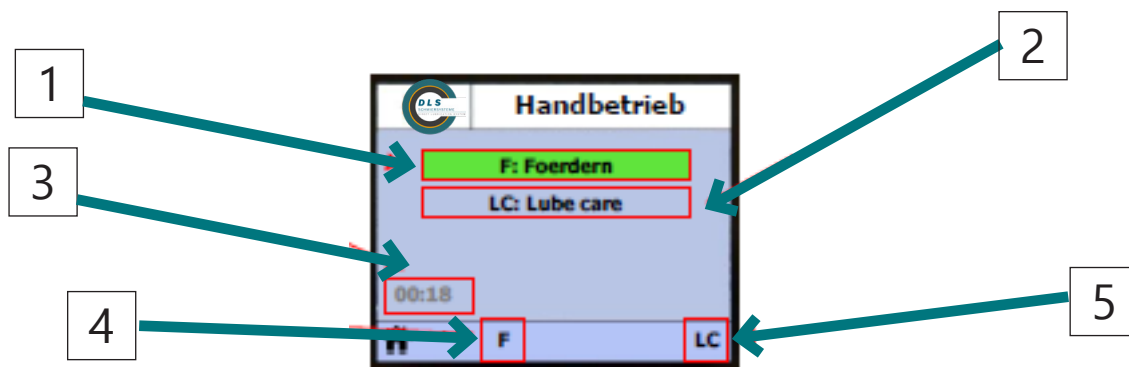 2
1
DLS
Handbetrieb
F: Foerdern
3
LC: Lube care
00:18
4
5
F
LC